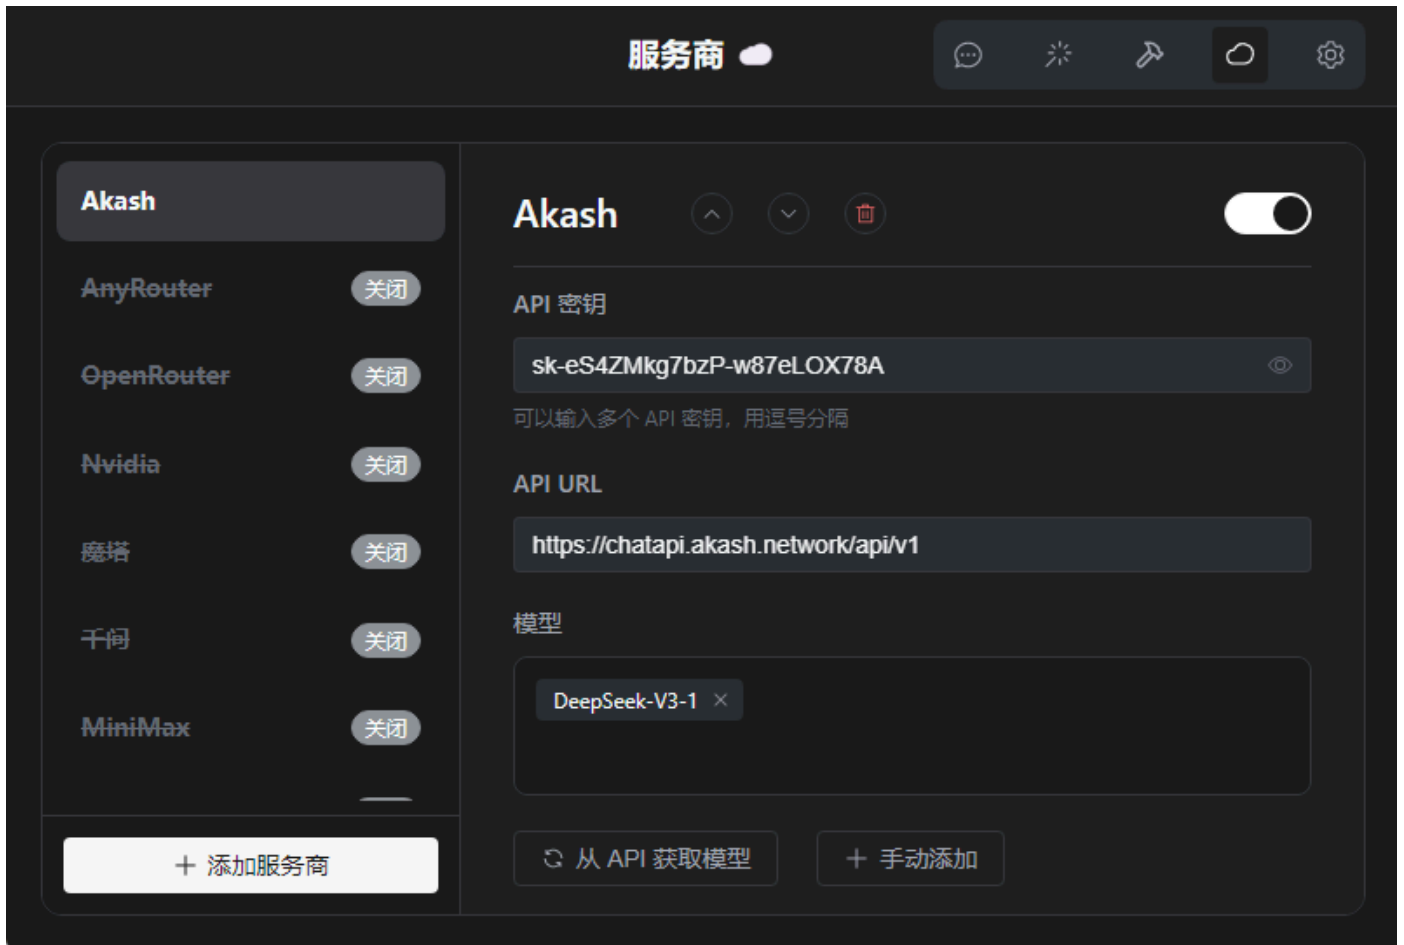 服务商
Akash
AnyRouter 关闭
OpenRouter 关闭
Nvidia 关闭
魔塔 关闭
千问 关闭
MiniMax 关闭
+ 添加服务商
Akash
API 密钥
sk-eS4ZMkg7bzP-w87eLOX78A
可以输入多个 API 密钥，用逗号分隔
API URL
https://chatapi.akash.network/api/v1
模型
DeepSeek-V3-1 ×
从 API 获取模型
+ 手动添加